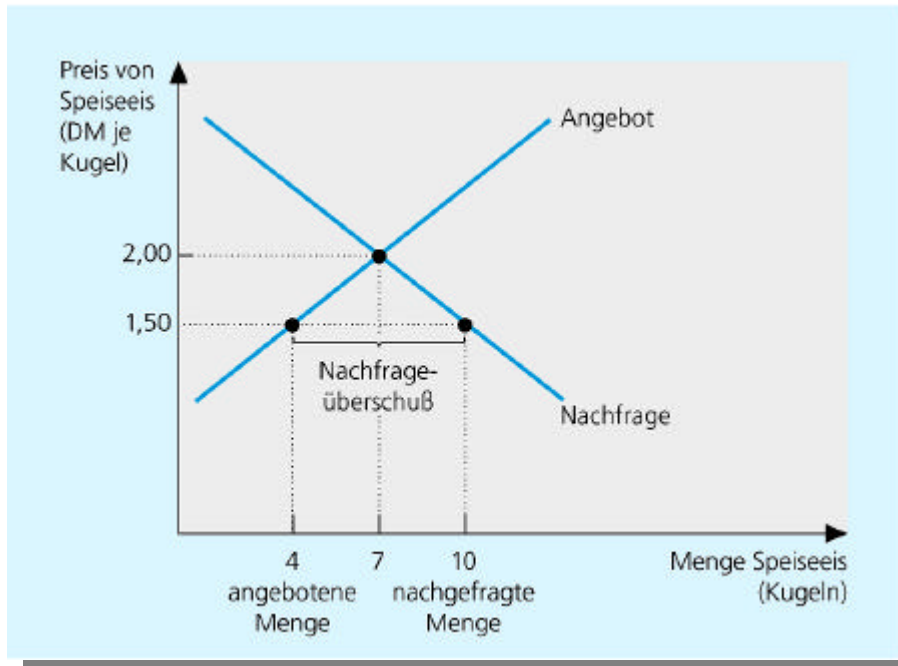 Preis von
Speiseeis
(DM je
Kugel)
Angebot
2,00
1,50
Nachfrage-
überschuß
Nachfrage
4 7 10
angebotene nachgefragte
Menge Menge
Menge Speiseeis
(Kugeln)